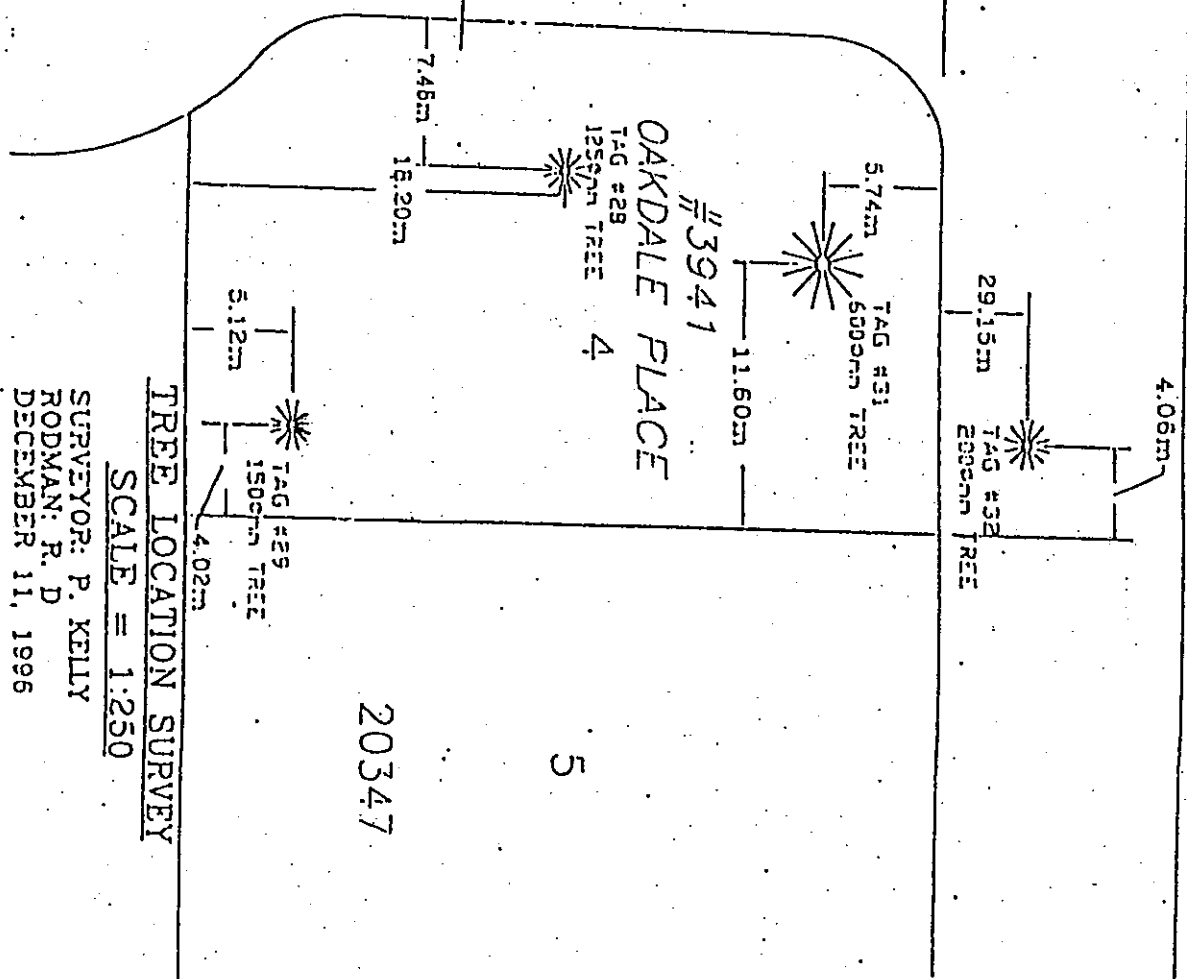 4.06m
29.15m
TAG #32
200mm TREE
5.74m
TAG #31
600mm TREE
11.60m
#3941
OAKDALE PLACE
4
7.46m
TAG #28
125mm TREE
18.20m
5.12m
TAG #29
150mm TREE
4.02m
5
20347
TREE LOCATION SURVEY
SCALE = 1:250
SURVEYOR: P. KELLY
RODMAN: R. D
DECEMBER 11, 1996